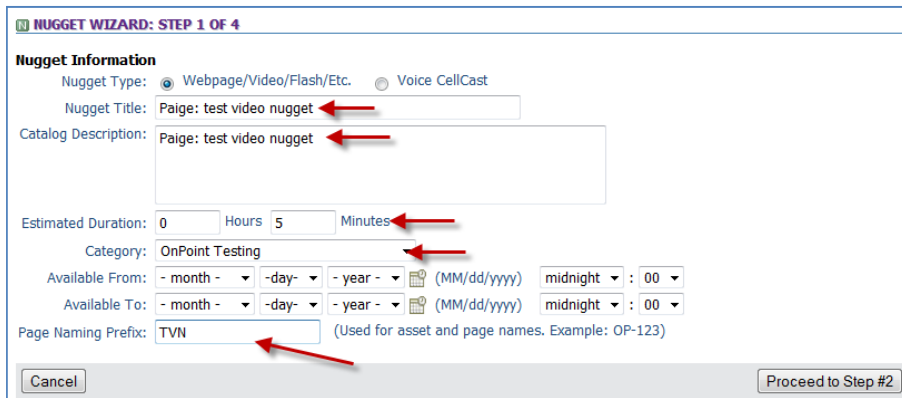 N NUGGET WIZARD: STEP 1 OF 4
Nugget Information
Nugget Type: Webpage/Video/Flash/Etc. Voice CellCast
Nugget Title: Paige: test video nugget
Catalog Description: Paige: test video nugget
Estimated Duration: 0 Hours 5 Minutes
Category: OnPoint Testing
Available From: - month - -day- - year - (MM/dd/yyyy) midnight : 00
Available To: - month - -day- - year - (MM/dd/yyyy) midnight : 00
Page Naming Prefix: TVN (Used for asset and page names. Example: OP-123)
Cancel Proceed to Step #2